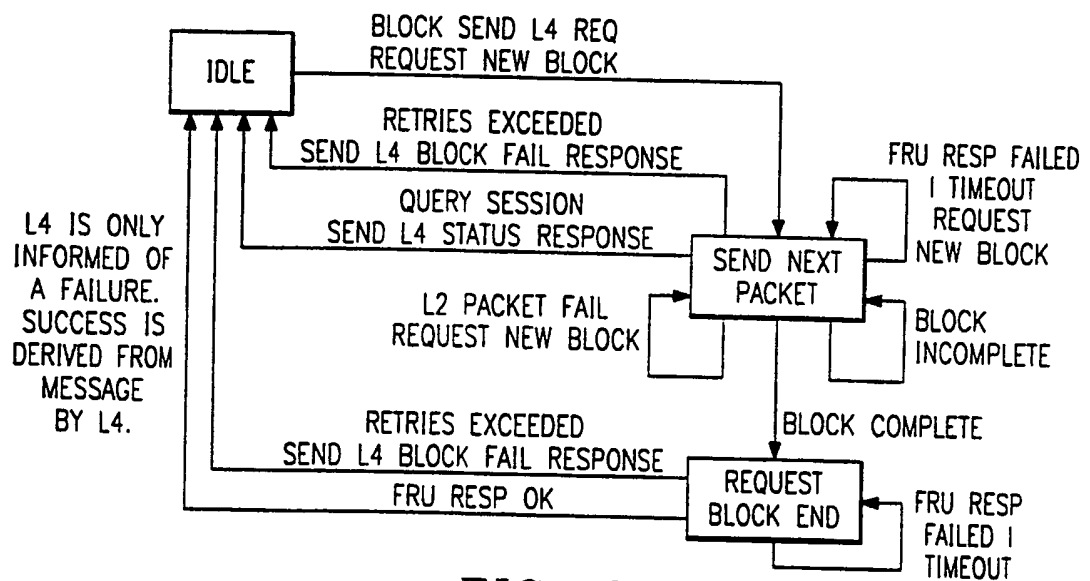 BLOCK SEND L4 REQ
REQUEST NEW BLOCK
IDLE
RETRIES EXCEEDED
SEND L4 BLOCK FAIL RESPONSE
FRU RESP FAILED
I TIMEOUT
REQUEST
NEW BLOCK
QUERY SESSION
SEND L4 STATUS RESPONSE
L4 IS ONLY
INFORMED OF
A FAILURE.
SUCCESS IS
DERIVED FROM
MESSAGE
BY L4.
SEND NEXT
PACKET
L2 PACKET FAIL
REQUEST NEW BLOCK
BLOCK
INCOMPLETE
BLOCK COMPLETE
RETRIES EXCEEDED
SEND L4 BLOCK FAIL RESPONSE
FRU RESP OK
REQUEST
BLOCK END
FRU RESP
FAILED I
TIMEOUT